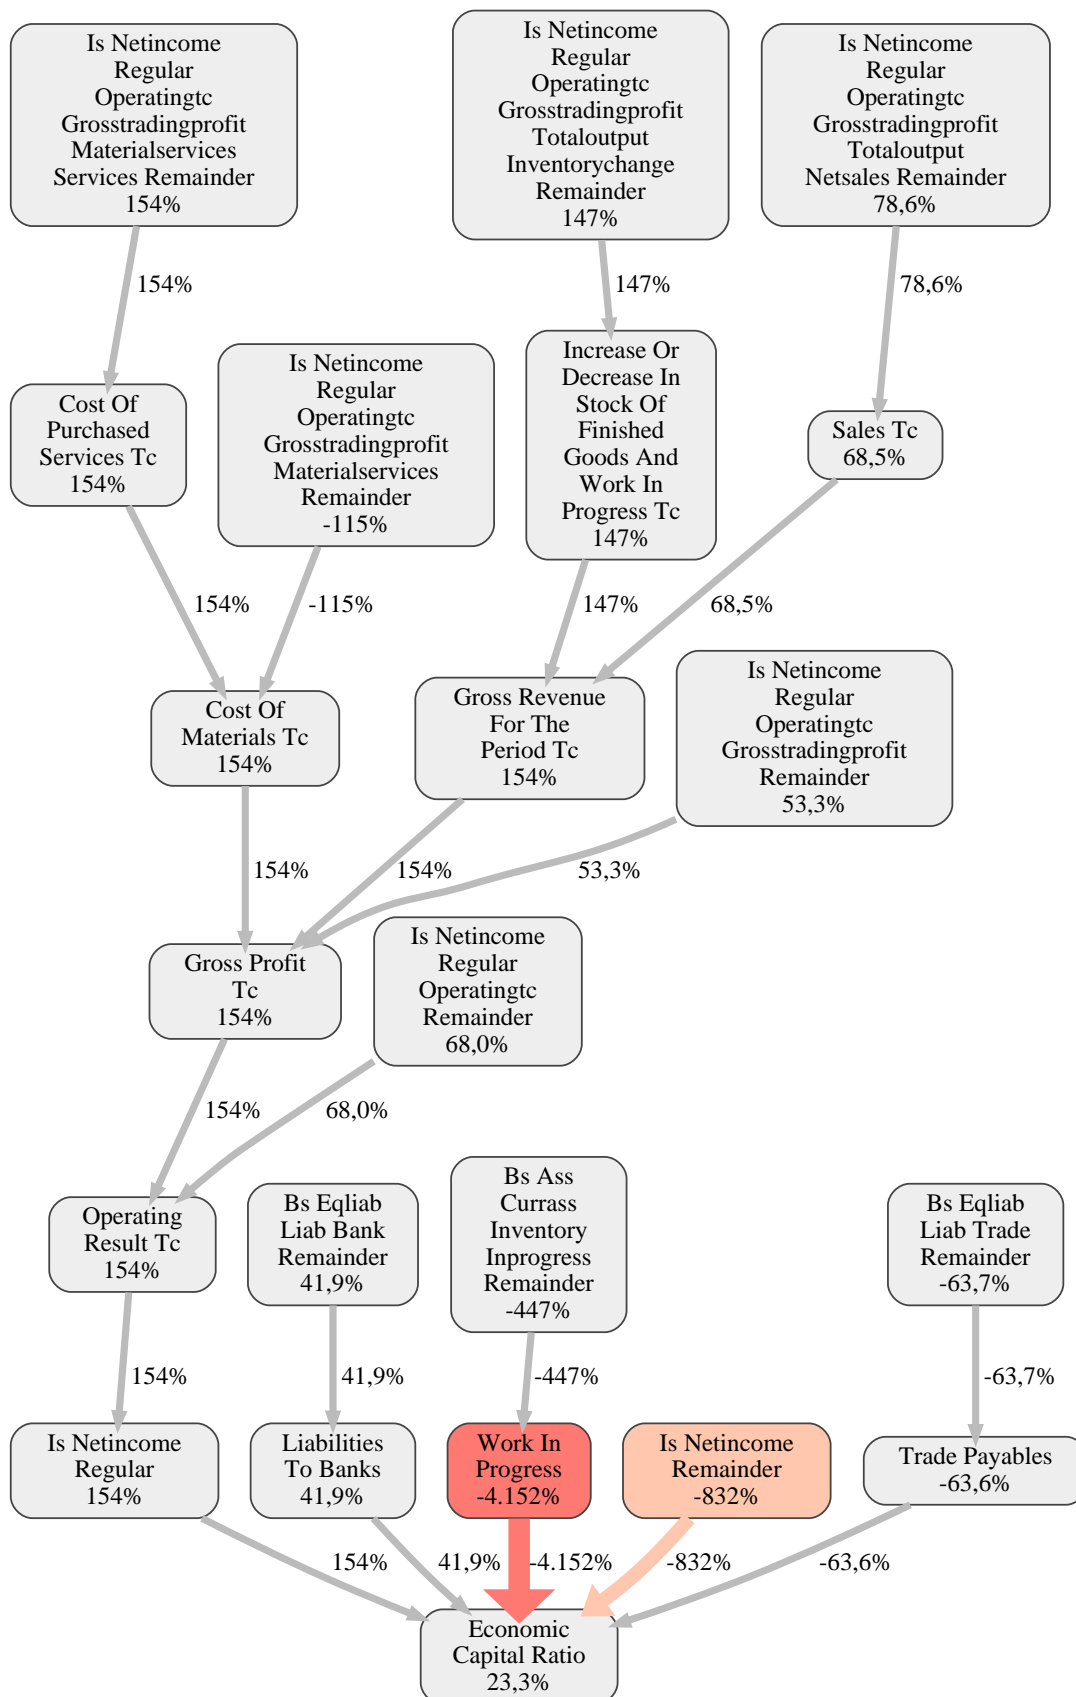 Is Netincome
Regular
Operatingtc
Grosstradingprofit
Materialservices
Services Remainder
154%
Is Netincome
Regular
Operatingtc
Grosstradingprofit
Totaloutput
Inventorychange
Remainder
147%
Is Netincome
Regular
Operatingtc
Grosstradingprofit
Totaloutput
Netsales Remainder
78,6%
154%
147%
78,6%
Cost Of
Purchased
Services Tc
154%
Is Netincome
Regular
Operatingtc
Grosstradingprofit
Materialservices
Remainder
-115%
Increase Or
Decrease In
Stock Of
Finished
Goods And
Work In
Progress Tc
147%
Sales Tc
68,5%
154%
-115%
147%
68,5%
Cost Of
Materials Tc
154%
Gross Revenue
For The
Period Tc
154%
Is Netincome
Regular
Operatingtc
Grosstradingprofit
Remainder
53,3%
154%
154%
53,3%
Gross Profit
Tc
154%
Is Netincome
Regular
Operatingtc
Remainder
68,0%
154%
68,0%
Operating
Result Tc
154%
Bs Eqliab
Liab Bank
Remainder
41,9%
Bs Ass
Currass
Inventory
Inprogress
Remainder
-447%
Bs Eqliab
Liab Trade
Remainder
-63,7%
154%
41,9%
-447%
-63,7%
Is Netincome
Regular
154%
Liabilities
To Banks
41,9%
Work In
Progress
-4.152%
Is Netincome
Remainder
-832%
Trade Payables
-63,6%
154%
41,9%
-4.152%
-832%
-63,6%
Economic
Capital Ratio
23,3%